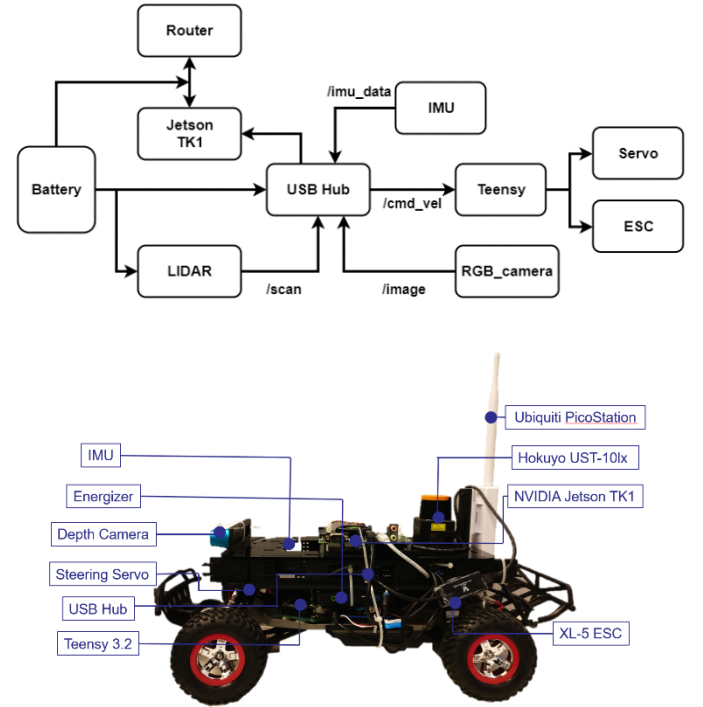 Router
/imu_data
Jetson
TK1
IMU
Servo
Battery
USB Hub
Teensy
/cmd_vel
ESC
LIDAR
RGB_camera
/scan
/image
Ubiquiti PicoStation
IMU
Hokuyo UST-10lx
Energizer
NVIDIA Jetson TK1
Depth Camera
Steering Servo
USB Hub
XL-5 ESC
Teensy 3.2